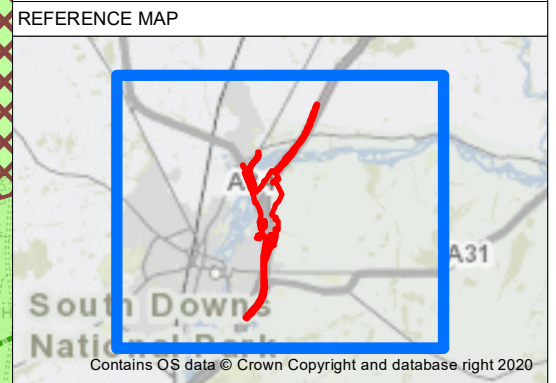 REFERENCE MAP
A31
South Downs
National Park
Contains OS data © Crown Copyright and database right 2020